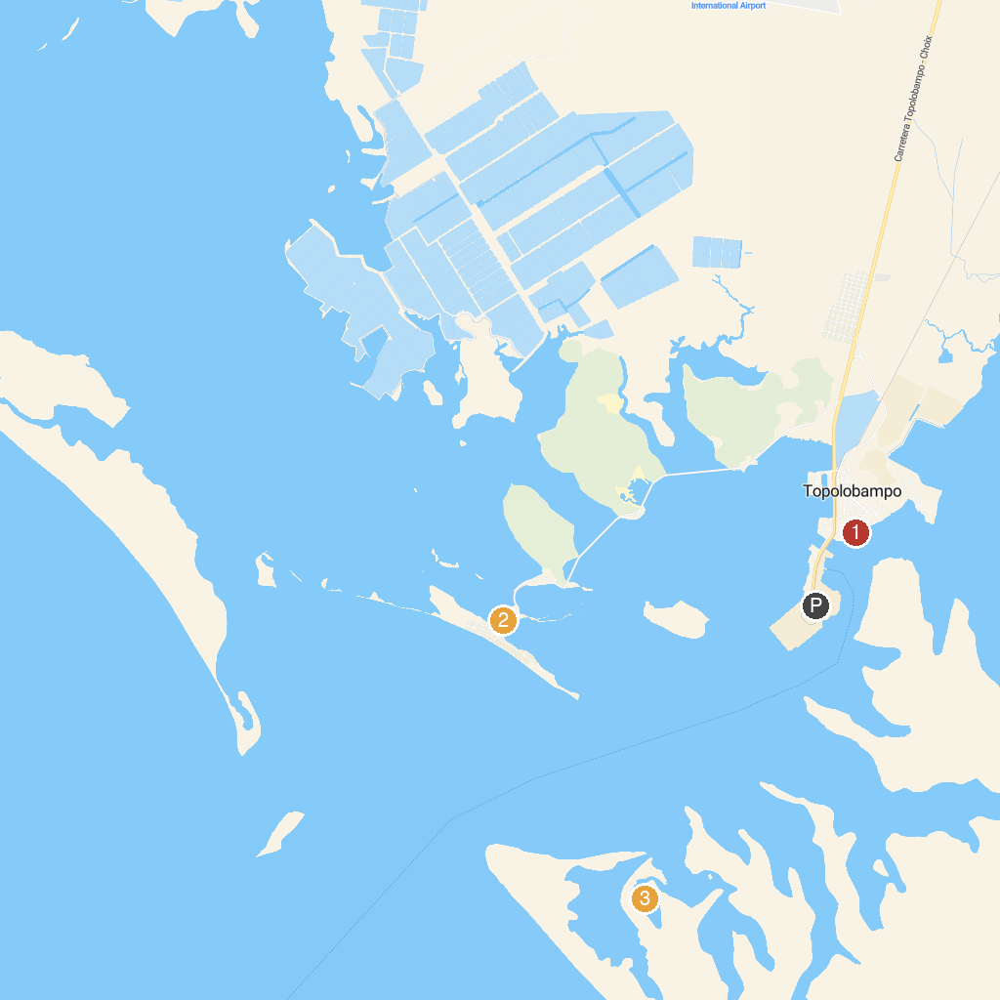 International Airport
Carretera Topolobampo - Choix
Topolobampo
1
P
2
3